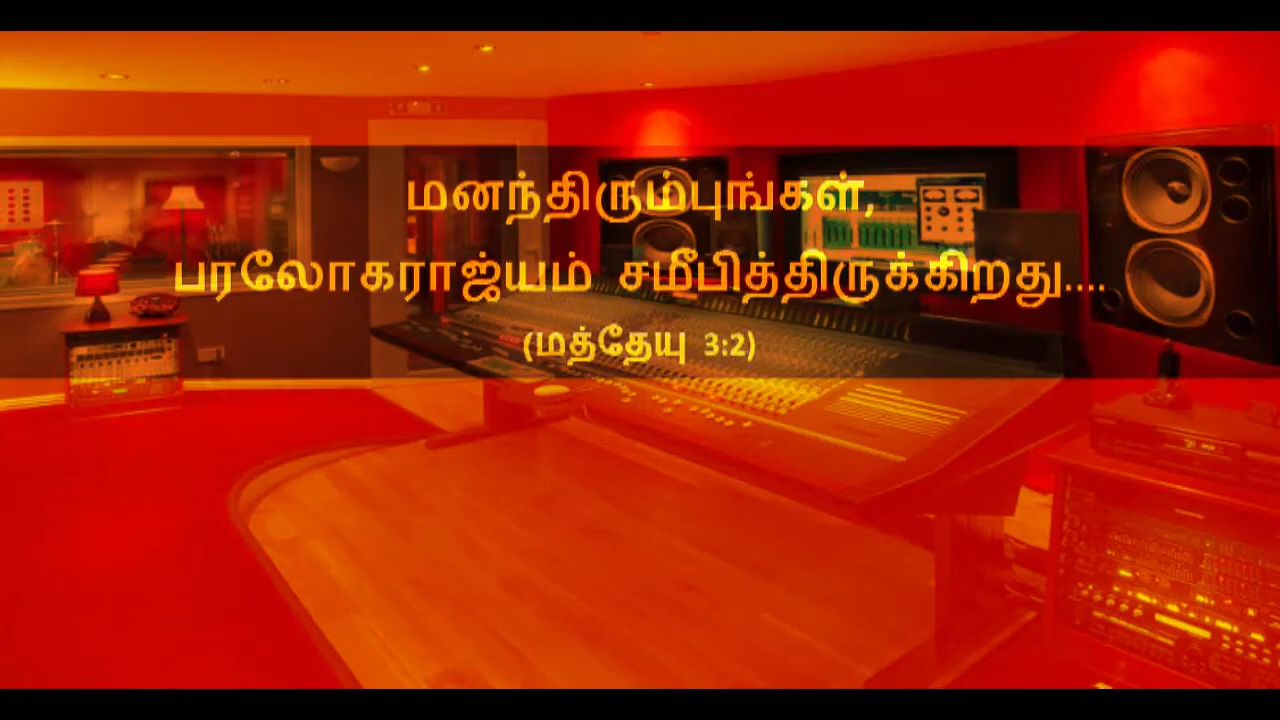 மனந்திரும்புங்கள்,
பரலோகராஜ்யம் சமீபித்திருக்கிறது....
(மத்தேயு 3:2)